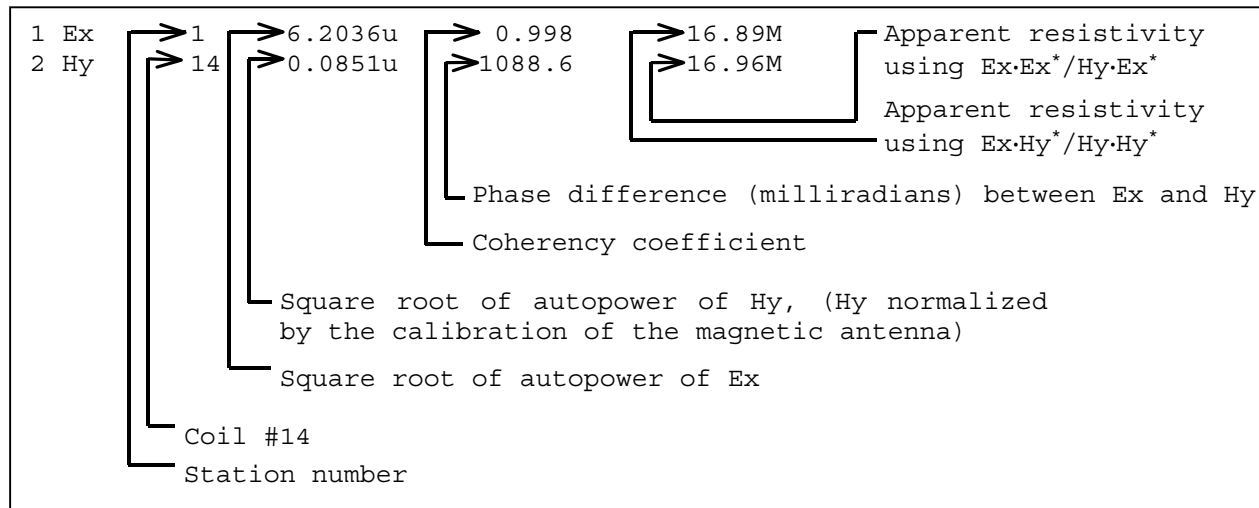 1 Ex 1 6.2036u 0.998 16.89M Apparent resistivity
2 Hy 14 0.0851u 1088.6 16.96M using Ex·Ex*/Hy·Ex*
Apparent resistivity
using Ex·Hy*/Hy·Hy*
Phase difference (milliradians) between Ex and Hy
Coherency coefficient
Square root of autopower of Hy, (Hy normalized
by the calibration of the magnetic antenna)
Square root of autopower of Ex
Coil #14
Station number